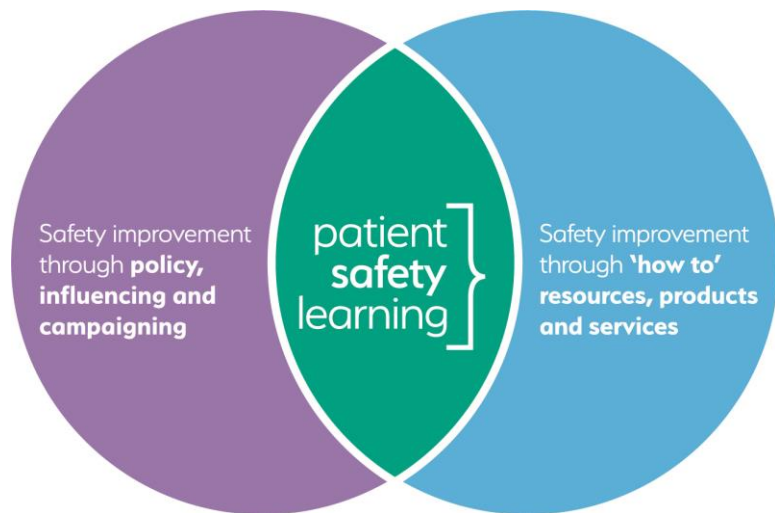 Safety improvement
through policy,
influencing and
campaigning
patient
safety
learning
Safety improvement
through ‘how to’
resources, products
and services